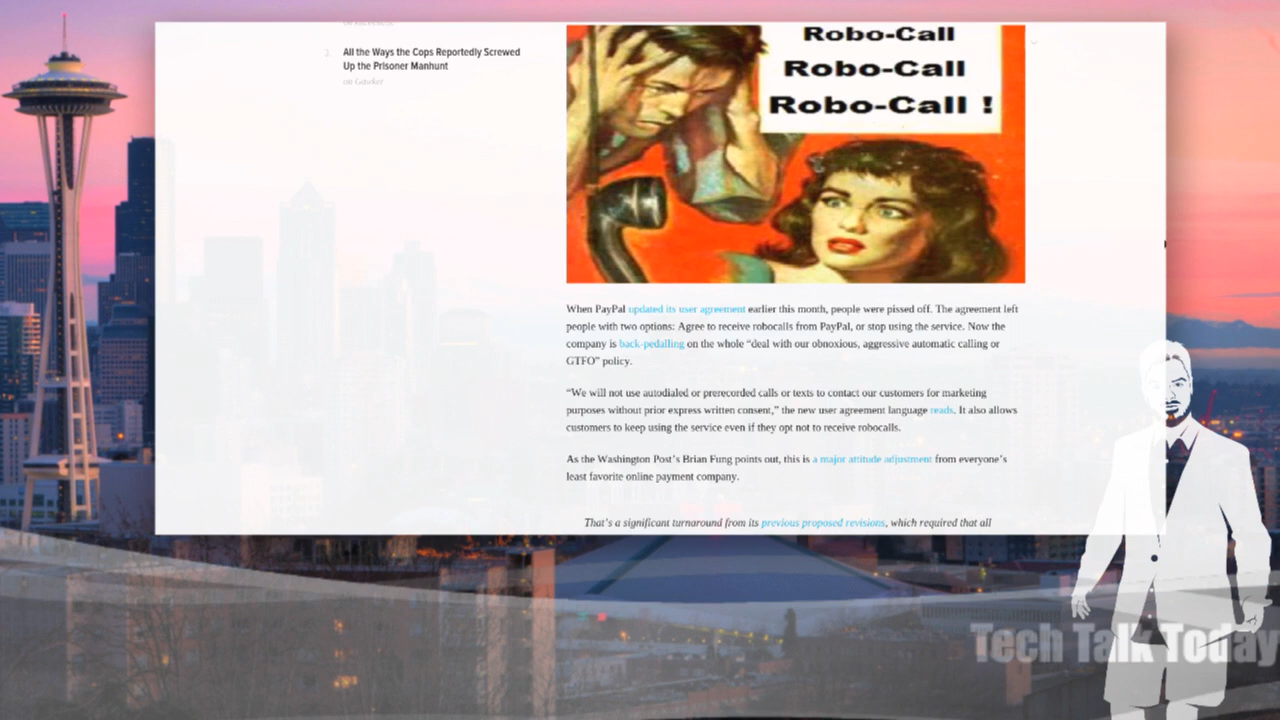 All the Ways the Cops Reportedly Screwed
Up the Prisoner Manhunt
on Gawker
Robo-Call
Robo-Call
Robo-Call !
When PayPal updated its user agreement earlier this month, people were pissed off. The agreement left
people with two options: Agree to receive robocalls from PayPal, or stop using the service. Now the
company is back-pedalling on the whole “deal with our obnoxious, aggressive automatic calling or
GTFO” policy.
“We will not use autodialed or prerecorded calls or texts to contact our customers for marketing
purposes without prior express written consent,” the new user agreement language reads. It also allows
customers to keep using the service even if they opt not to receive robocalls.
As the Washington Post’s Brian Fung points out, this is a major attitude adjustment from everyone’s
least favorite online payment company.
That’s a significant turnaround from its previous proposed revisions, which required that all
Tech Talk Today